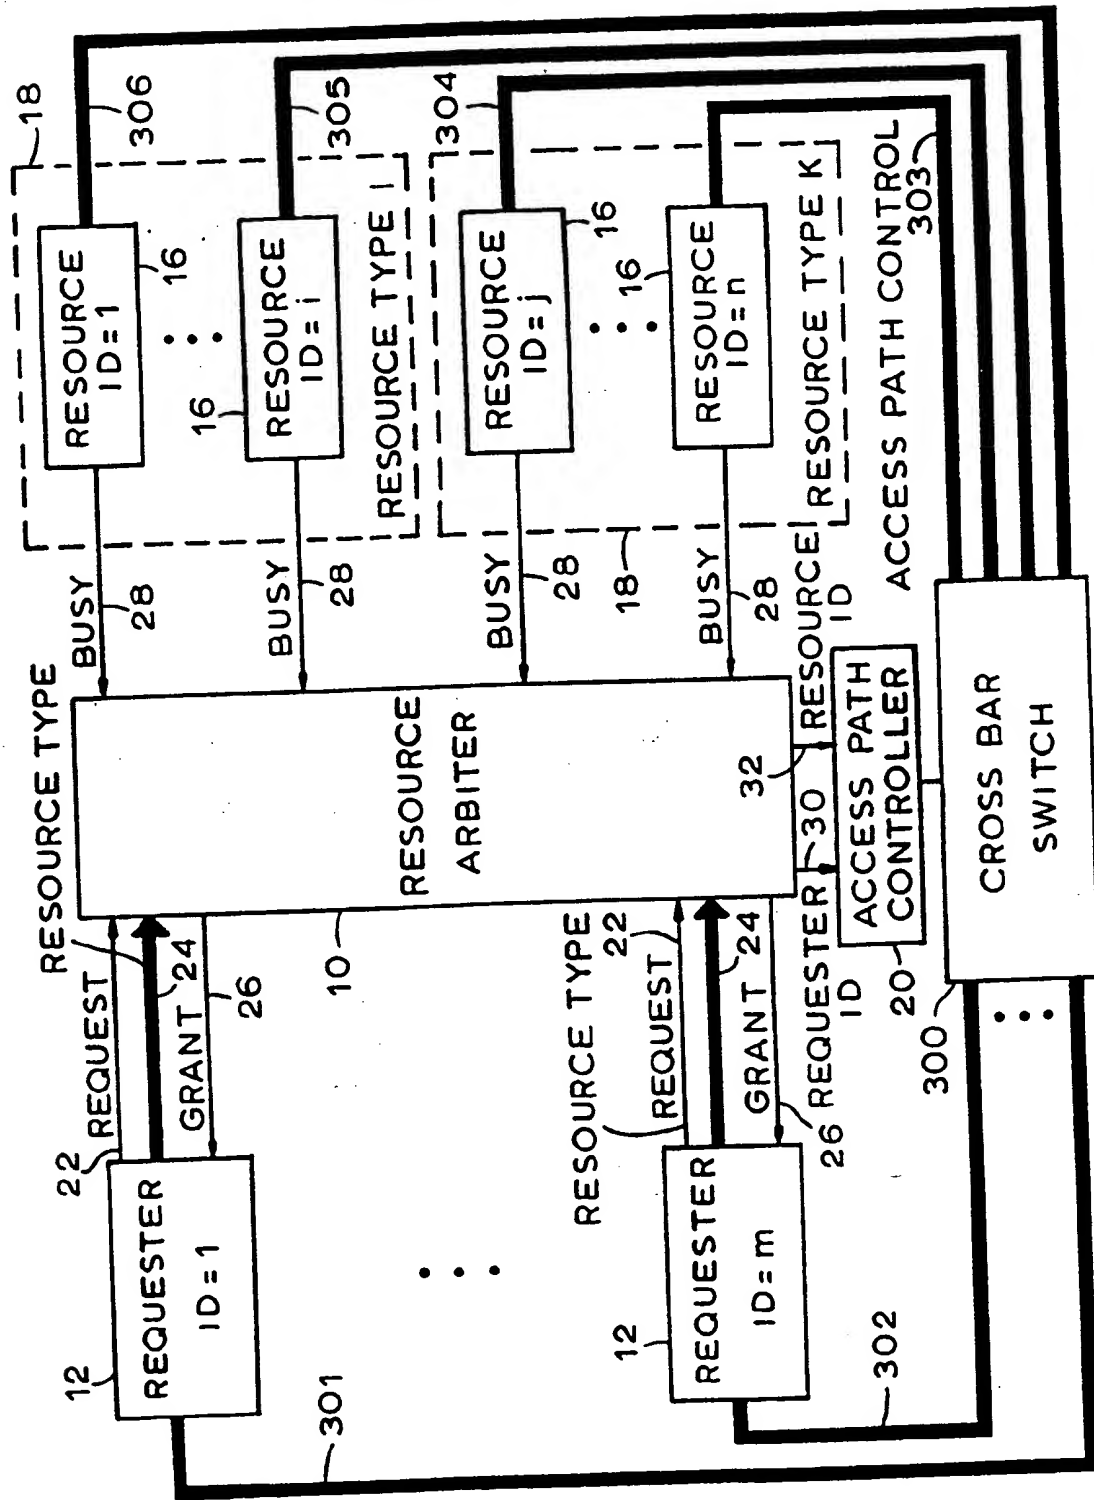 301
12
REQUESTER
ID=1
22
REQUEST
RESOURCE TYPE
24
GRANT
26
10
RESOURCE
ARBITER
BUSY
28
BUSY
28
BUSY
28
BUSY
28
18
RESOURCE
ID=1
16
306
16
RESOURCE
ID=i
305
RESOURCE TYPE I
RESOURCE
ID=j
16
304
16
RESOURCE
ID=n
RESOURCE TYPE K
18
RESOURCE TYPE
22
REQUEST
24
GRANT
26
12
REQUESTER
ID=m
302
REQUESTER
ID
30
32
RESOURCE
ID
20
ACCESS PATH
CONTROLLER
ACCESS PATH CONTROL
303
300
CROSS BAR
SWITCH